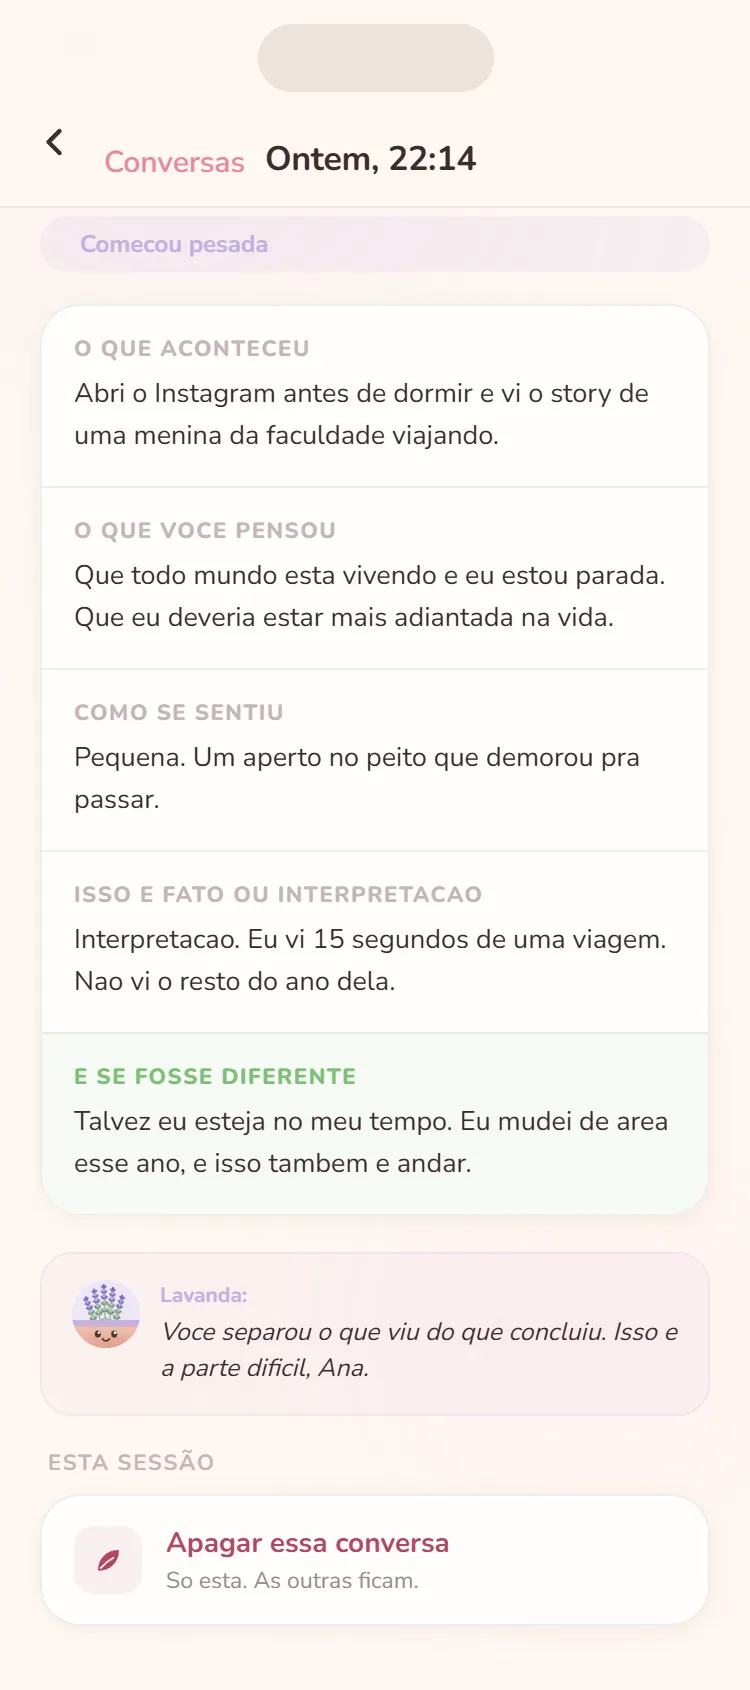 Conversas Ontem, 22:14
Comecou pesada
O QUE ACONTECEU
Abri o Instagram antes de dormir e vi o story de
uma menina da faculdade viajando.
O QUE VOCE PENSOU
Que todo mundo esta vivendo e eu estou parada.
Que eu deveria estar mais adiantada na vida.
COMO SE SENTIU
Pequena. Um aperto no peito que demorou pra
passar.
ISSO E FATO OU INTERPRETACAO
Interpretacao. Eu vi 15 segundos de uma viagem.
Nao vi o resto do ano dela.
E SE FOSSE DIFERENTE
Talvez eu esteja no meu tempo. Eu mudei de area
esse ano, e isso tambem e andar.
Lavanda:
Voce separou o que viu do que concluiu. Isso e
a parte dificil, Ana.
ESTA SESSÃO
Apagar essa conversa
So esta. As outras ficam.